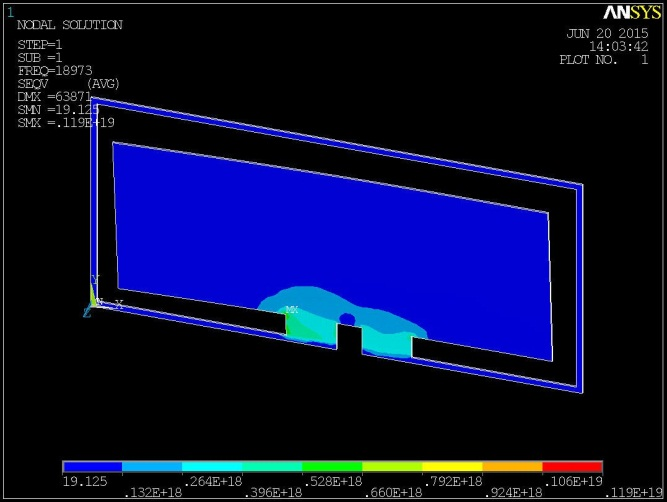 1
ANSYS
NODAL SOLUTION
JUN 20 2015
14:03:42
PLOT NO. 1
STEP=1
SUB =1
FREQ=18973
SEQV (AVG)
DMX =63871
SMN =19.125
SMX =.119E+19
Y
MX
MN X
Z
19.125 .264E+18 .528E+18 .792E+18 .106E+19
.132E+18 .396E+18 .660E+18 .924E+18 .119E+19